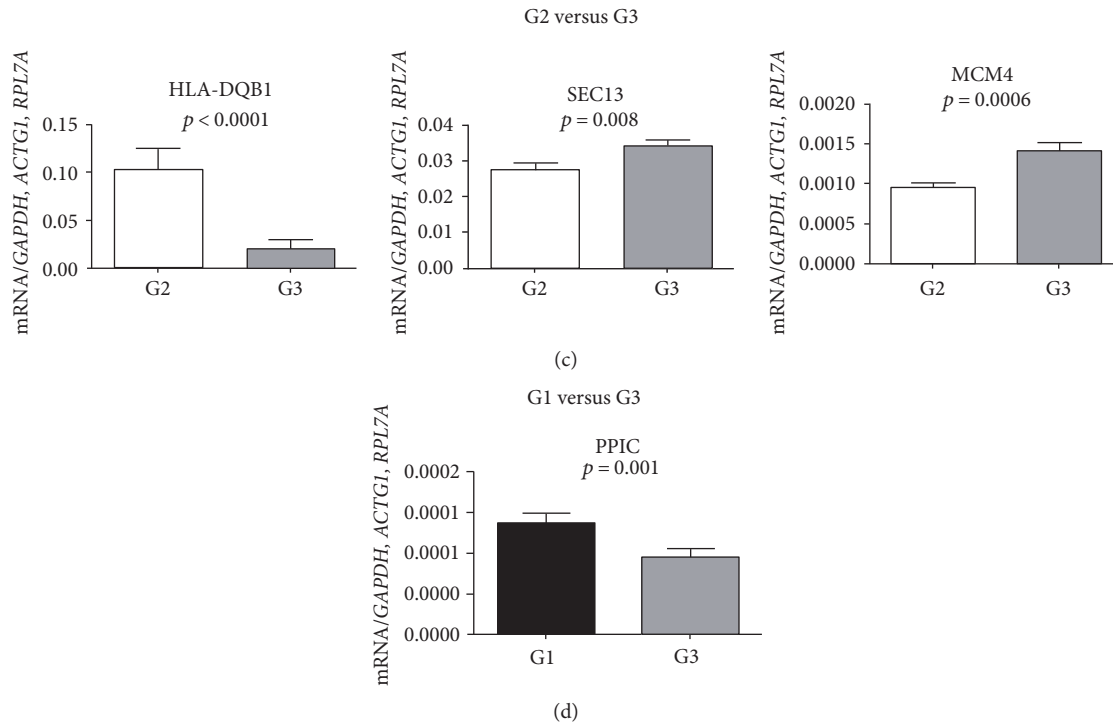 G2 versus G3
mRNA/GAPDH, ACTG1, RPL7A
HLA-DQB1
p < 0.0001
0.15
0.10
0.05
0.00
G2
G3
mRNA/GAPDH, ACTG1, RPL7A
SEC13
p = 0.008
0.04
0.03
0.02
0.01
0.00
G2
G3
mRNA/GAPDH, ACTG1, RPL7A
MCM4
p = 0.0006
0.0020
0.0015
0.0010
0.0005
0.0000
G2
G3
(c)
G1 versus G3
mRNA/GAPDH, ACTG1, RPL7A
PPIC
p = 0.001
0.0002
0.0001
0.0001
0.0000
0.0000
G1
G3
(d)